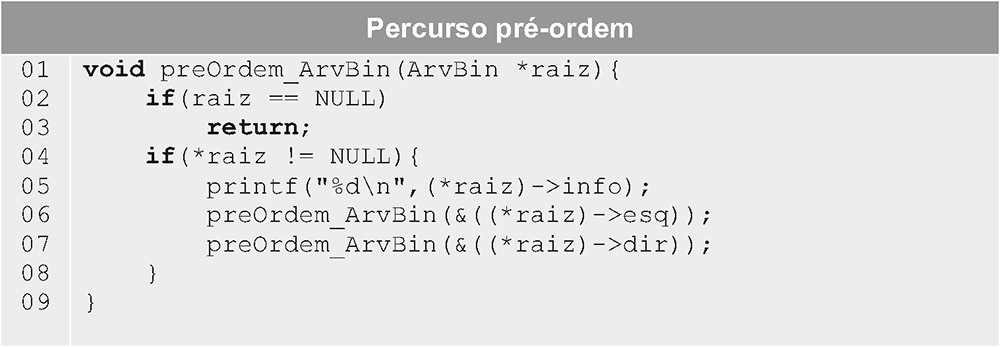 Percurso pré-ordem
01 void preOrdem_ArvBin(ArvBin *raiz){
02     if(raiz == NULL)
03         return;
04     if(*raiz != NULL){
05         printf("%d\n",(*raiz)->info);
06         preOrdem_ArvBin(&((*raiz)->esq));
07         preOrdem_ArvBin(&((*raiz)->dir));
08     }
09 }